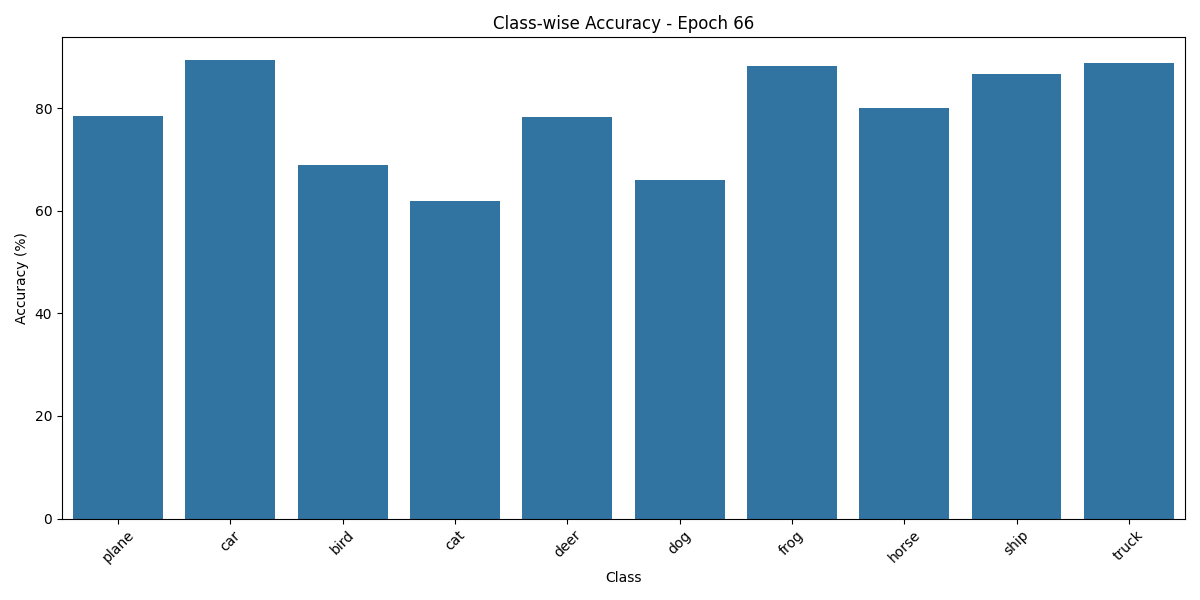 Class-wise Accuracy - Epoch 66
Accuracy (%)
80
60
40
20
0
plane car bird cat deer dog frog horse ship truck
Class